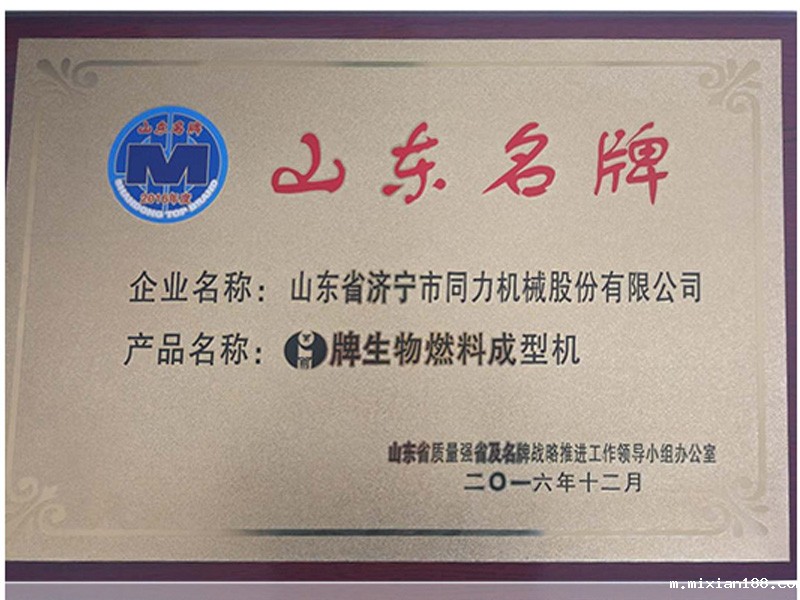 山东名牌
M
2016年度
SHANDONG TOP BRAND
山东名牌
企业名称：山东省济宁市同力机械股份有限公司
产品名称：牌生物燃料成型机
山东省质量强省及名牌战略推进工作领导小组办公室
二〇一六年十二月
m.mixian100.co